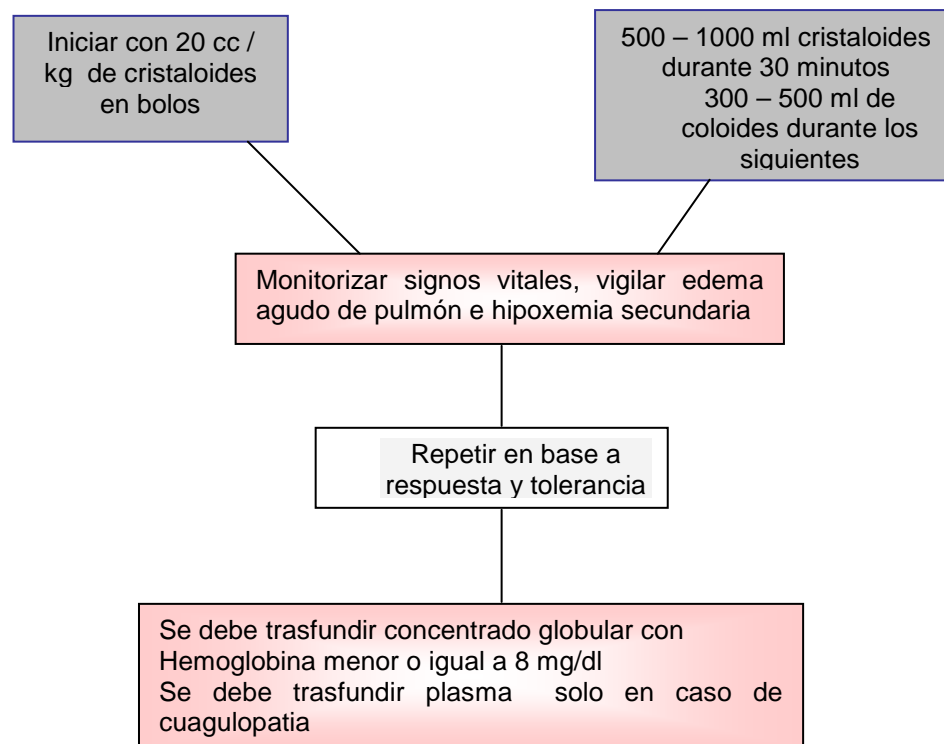 Iniciar con 20 cc /
kg de cristaloides
en bolos
500 – 1000 ml cristaloides
durante 30 minutos
300 – 500 ml de
coloides durante los
siguientes
Monitorizar signos vitales, vigilar edema
agudo de pulmón e hipoxemia secundaria
Repetir en base a
respuesta y tolerancia
Se debe trasfundir concentrado globular con
Hemoglobina menor o igual a 8 mg/dl
Se debe trasfundir plasma solo en caso de
cuagulopatia